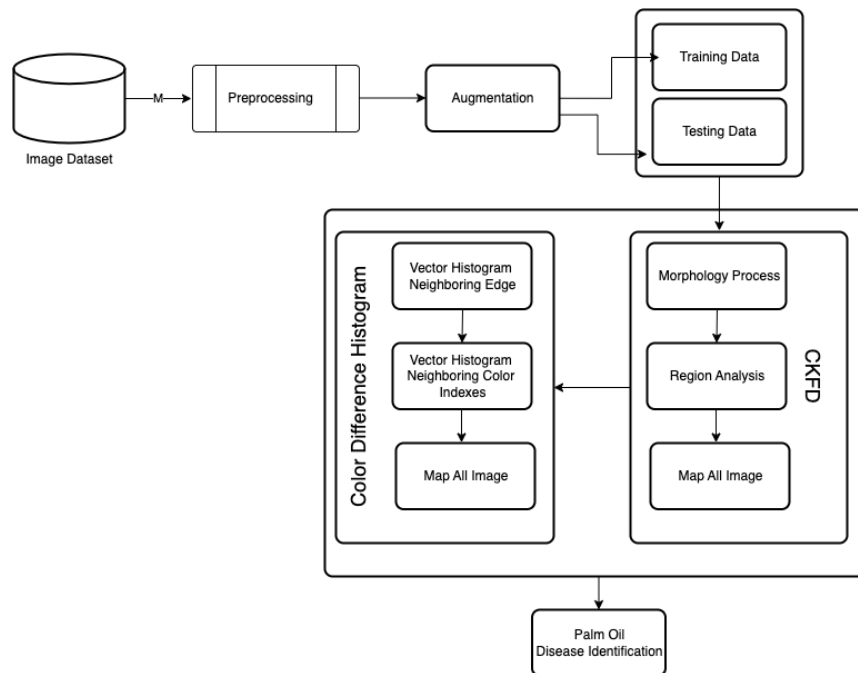 Image Dataset
M
Preprocessing
Augmentation
Training Data
Testing Data
Color Difference Histogram
Vector Histogram
Neighboring Edge
Vector Histogram
Neighboring Color
Indexes
Map All Image
Morphology Process
Region Analysis
Map All Image
CKFD
Palm Oil
Disease Identification